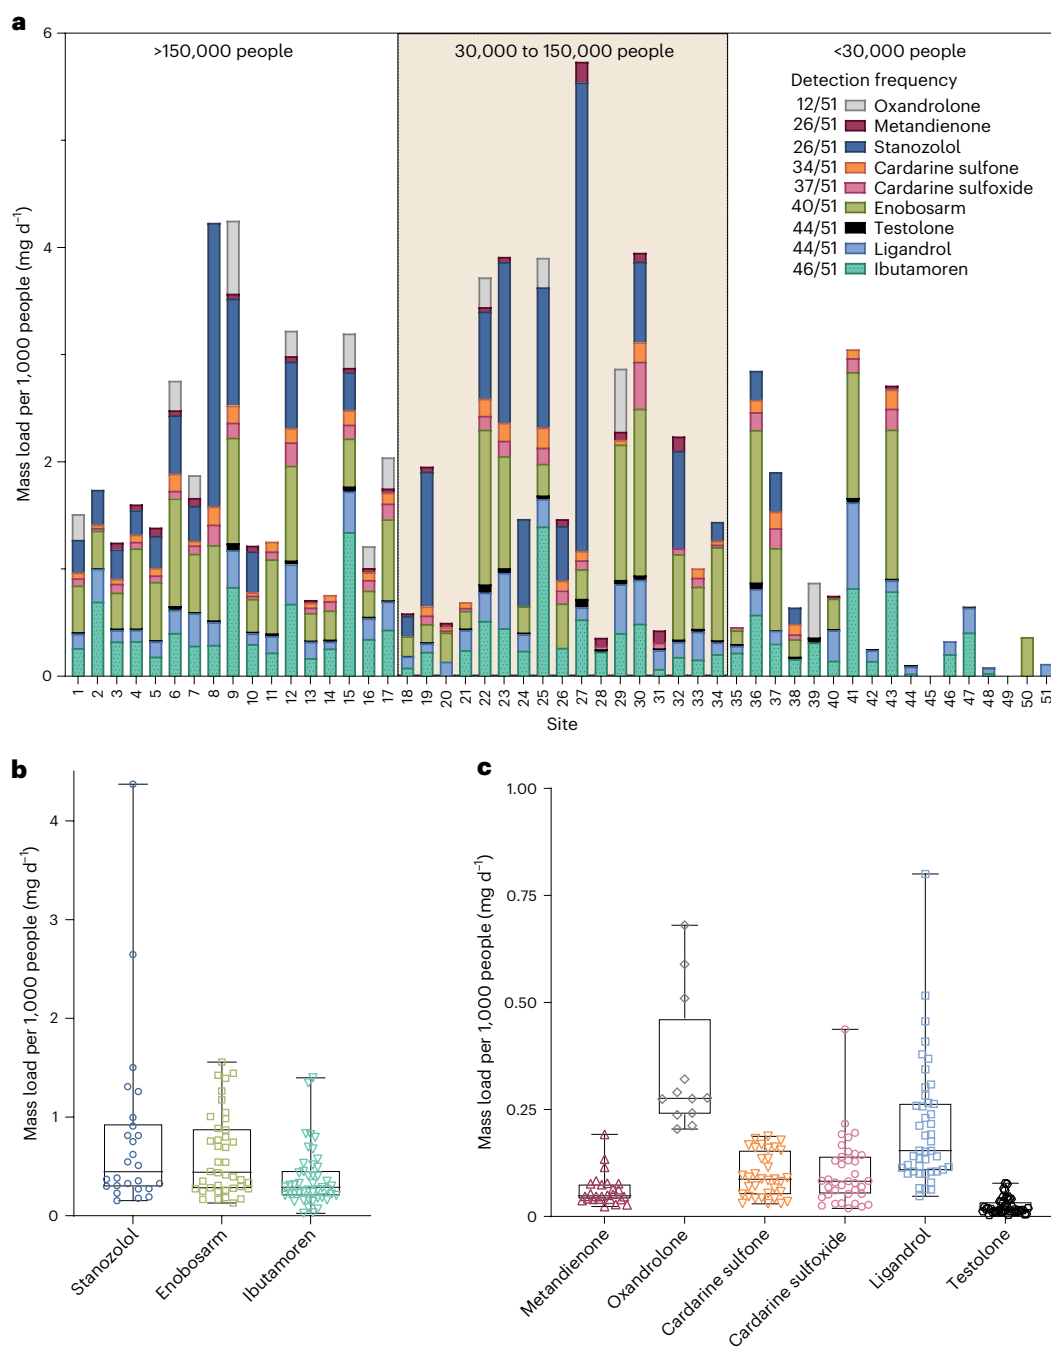 a
6
>150,000 people
30,000 to 150,000 people
<30,000 people
Detection frequency
12/51 Oxandrolone
26/51 Metandienone
26/51 Stanozolol
34/51 Cardarine sulfone
37/51 Cardarine sulfoxide
40/51 Enobosarm
44/51 Testolone
44/51 Ligandrol
46/51 Ibutamoren
4
2
0
Mass load per 1,000 people (mg d⁻¹)
1 2 3 4 5 6 7 8 9 10 11 12 13 14 15 16 17 18 19 20 21 22 23 24 25 26 27 28 29 30 31 32 33 34 35 36 37 38 39 40 41 42 43 44 45 46 47 48 49 50 51
Site
b
4
3
2
1
0
Mass load per 1,000 people (mg d⁻¹)
Stanozolol
Enobosarm
Ibutamoren
c
1.00
0.75
0.50
0.25
0
Mass load per 1,000 people (mg d⁻¹)
Metandienone
Oxandrolone
Cardarine sulfone
Cardarine sulfoxide
Ligandrol
Testolone